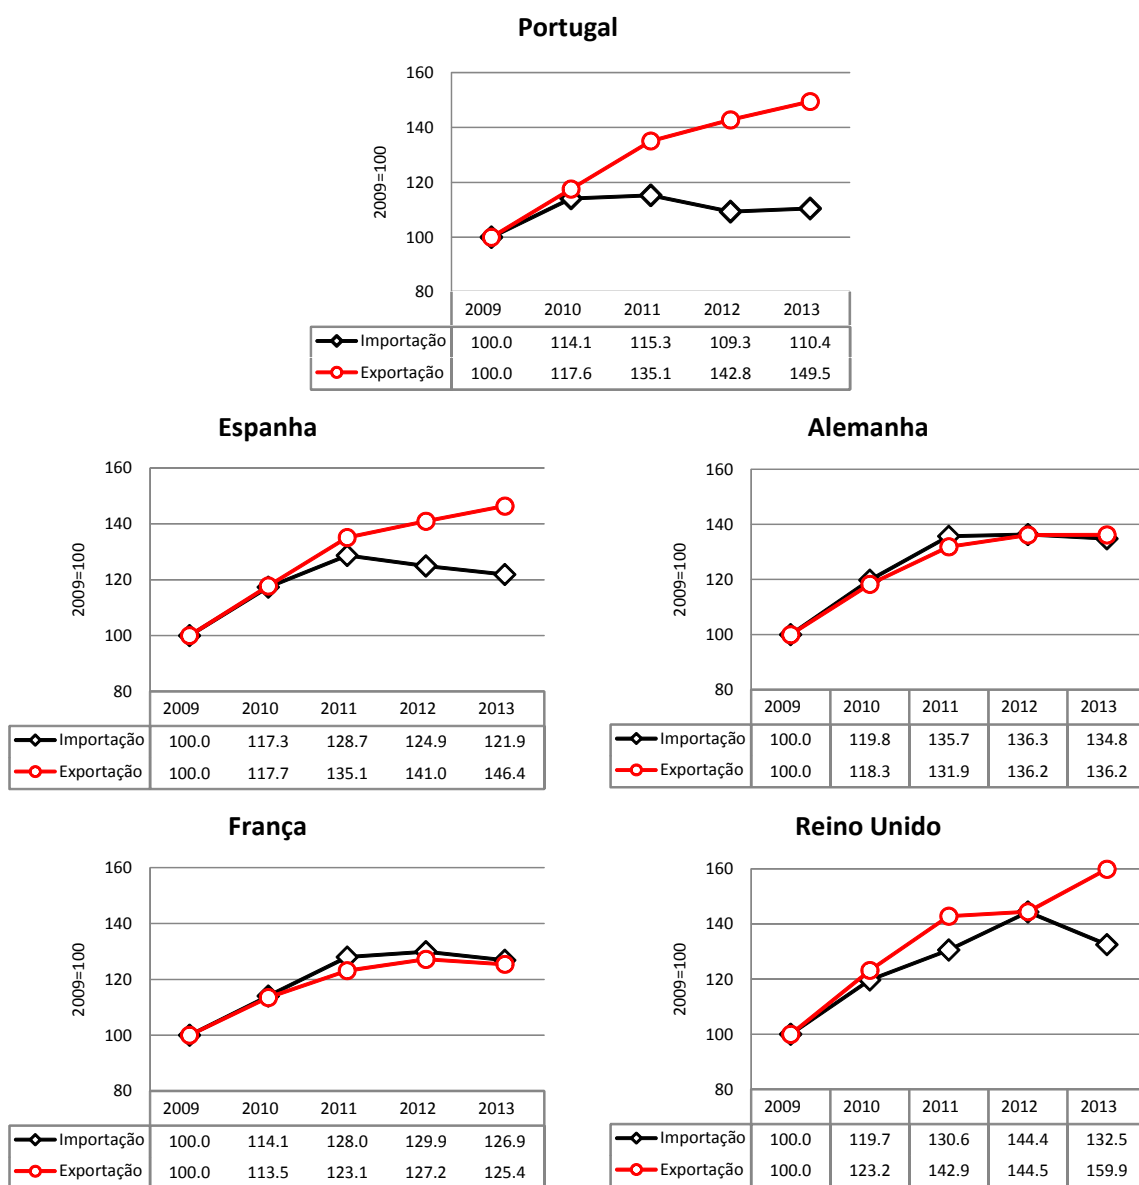 Portugal
160
140
120
100
80
2009=100
2009 2010 2011 2012 2013
Importação 100.0 114.1 115.3 109.3 110.4
Exportação 100.0 117.6 135.1 142.8 149.5
Espanha
160
140
120
100
80
2009=100
2009 2010 2011 2012 2013
Importação 100.0 117.3 128.7 124.9 121.9
Exportação 100.0 117.7 135.1 141.0 146.4
Alemanha
160
140
120
100
80
2009=100
2009 2010 2011 2012 2013
Importação 100.0 119.8 135.7 136.3 134.8
Exportação 100.0 118.3 131.9 136.2 136.2
França
160
140
120
100
80
2009=100
2009 2010 2011 2012 2013
Importação 100.0 114.1 128.0 129.9 126.9
Exportação 100.0 113.5 123.1 127.2 125.4
Reino Unido
160
140
120
100
80
2009=100
2009 2010 2011 2012 2013
Importação 100.0 119.7 130.6 144.4 132.5
Exportação 100.0 123.2 142.9 144.5 159.9